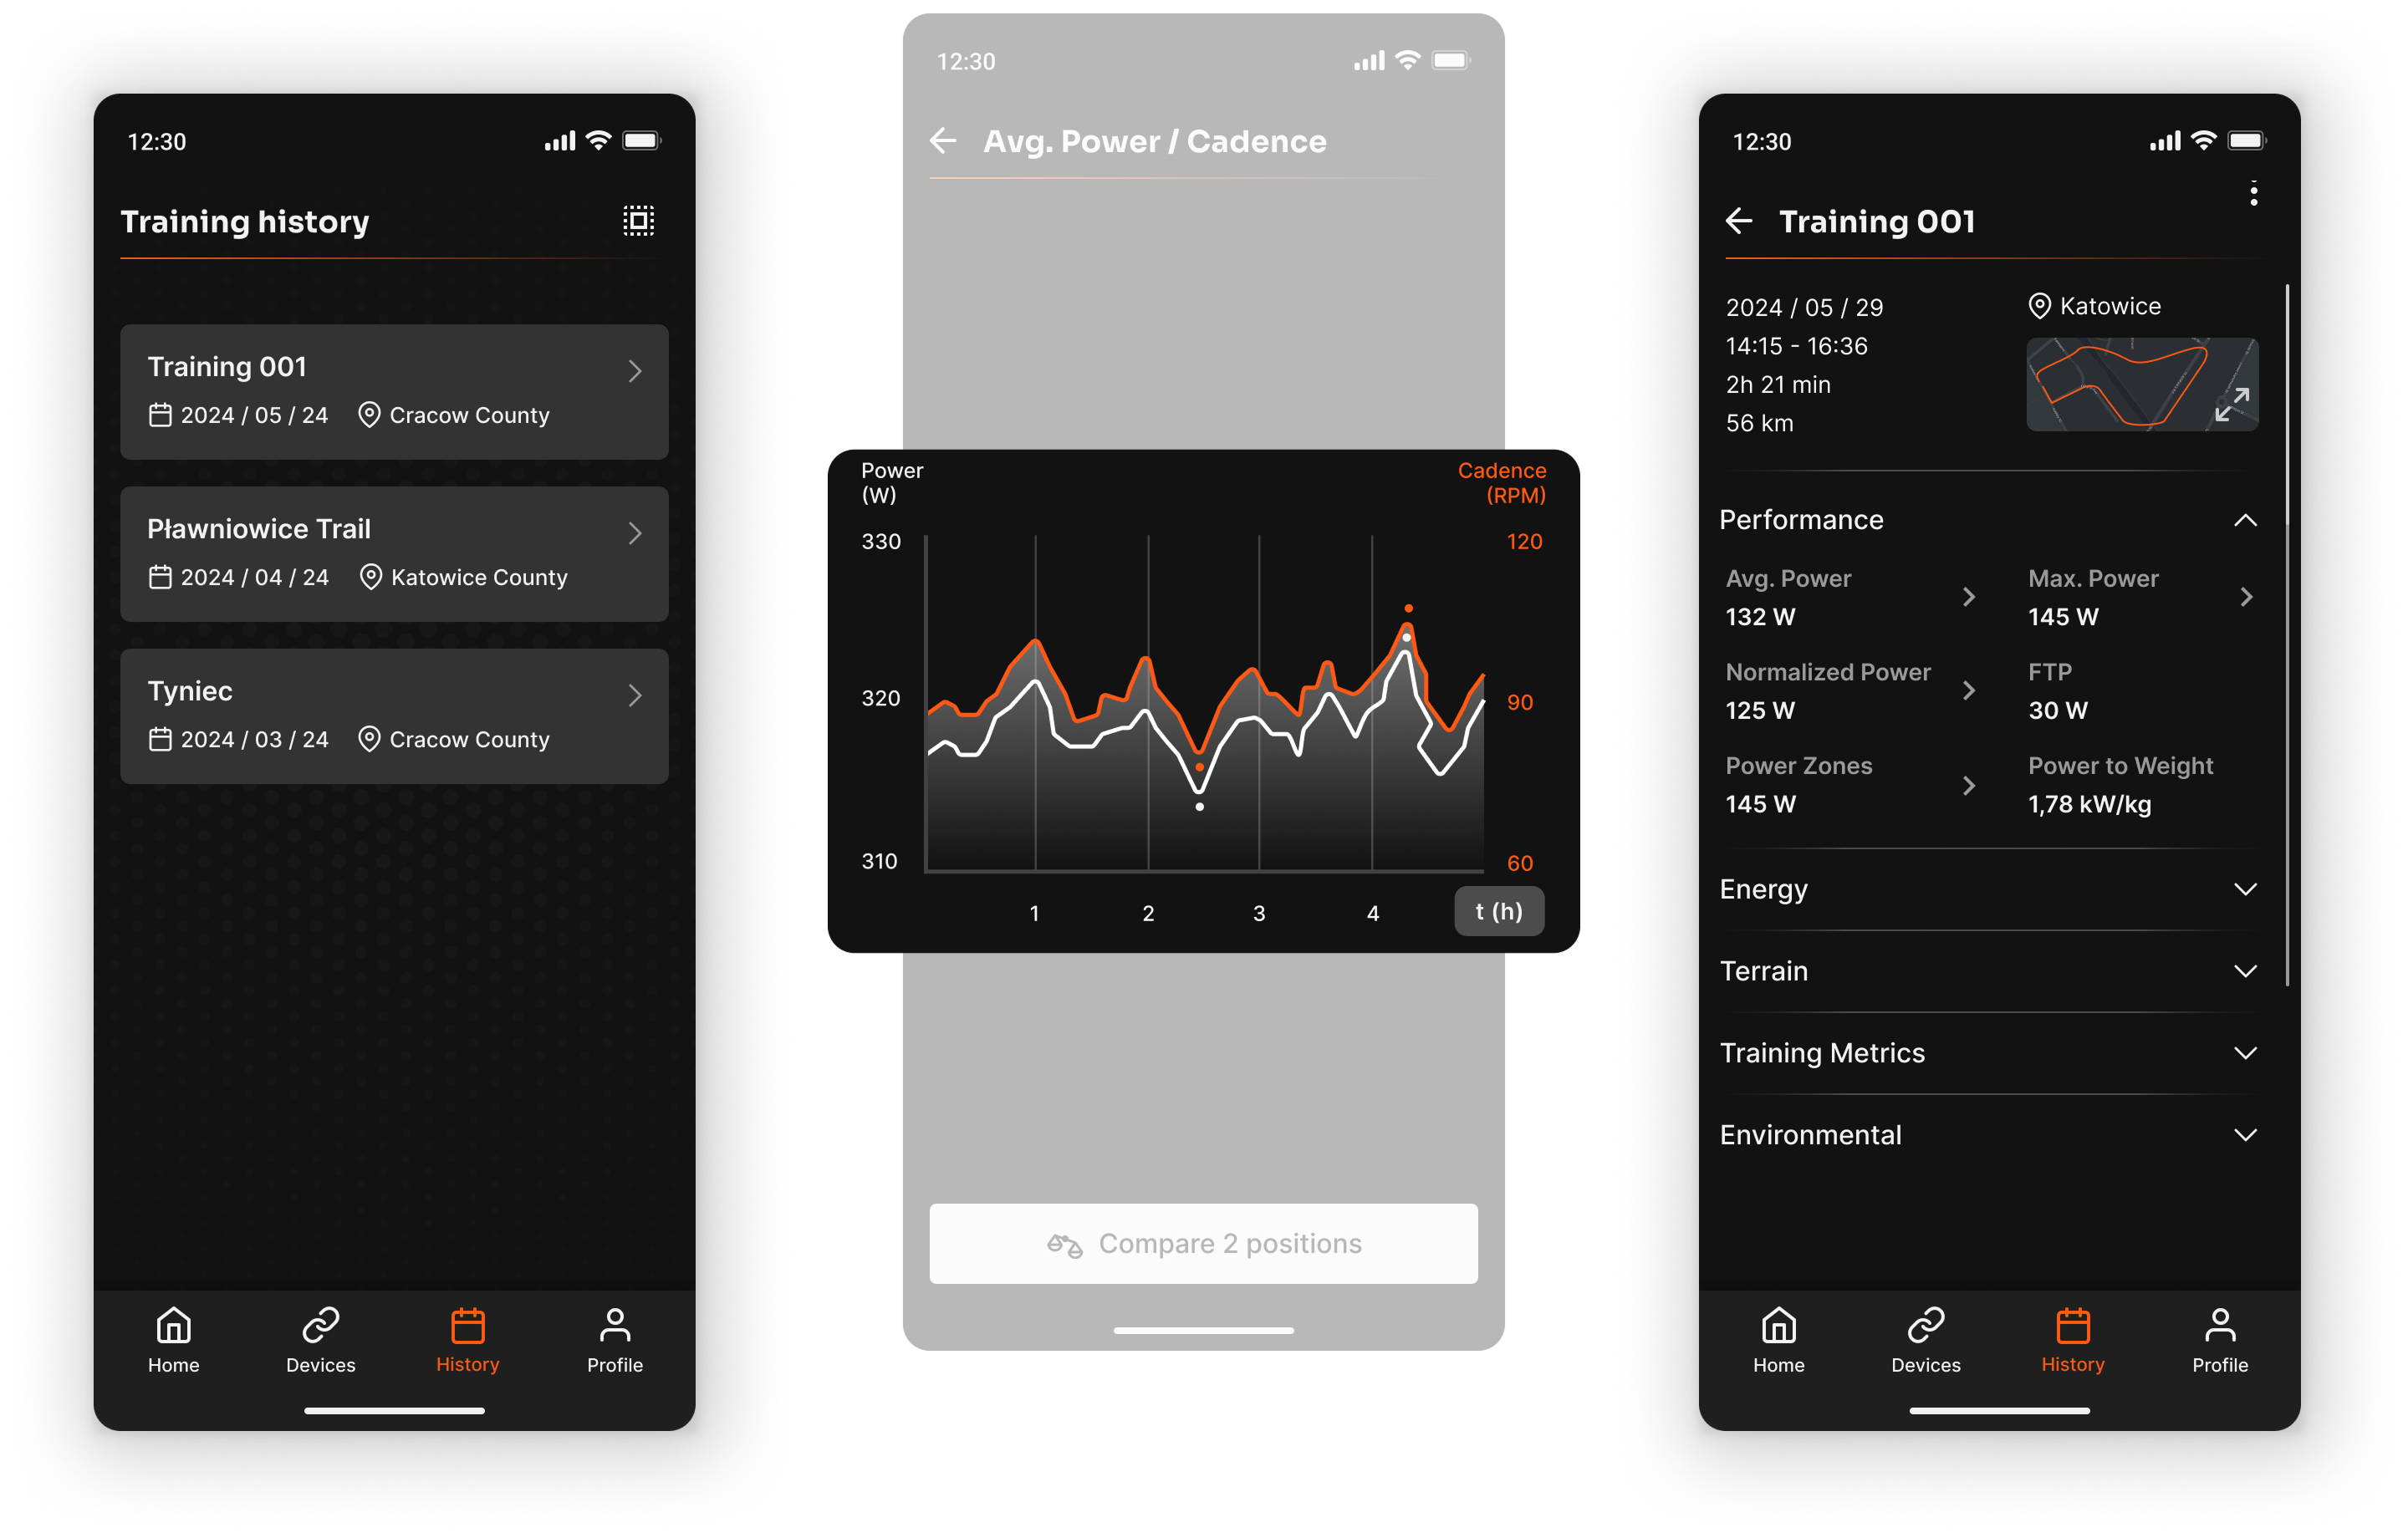 12:30
Training history
Training 001
2024 / 05 / 24 Cracow County
Pławniowice Trail
2024 / 04 / 24 Katowice County
Tyniec
2024 / 03 / 24 Cracow County
Home Devices History Profile
12:30
Avg. Power / Cadence
Power
(W)
Cadence
(RPM)
330 120
320 90
310 60
1 2 3 4 t (h)
Compare 2 positions
12:30
Training 001
2024 / 05 / 29
14:15 - 16:36
2h 21 min
56 km
Katowice
Performance
Avg. Power Max. Power
132 W 145 W
Normalized Power FTP
125 W 30 W
Power Zones Power to Weight
145 W 1,78 kW/kg
Energy
Terrain
Training Metrics
Environmental
Home Devices History Profile